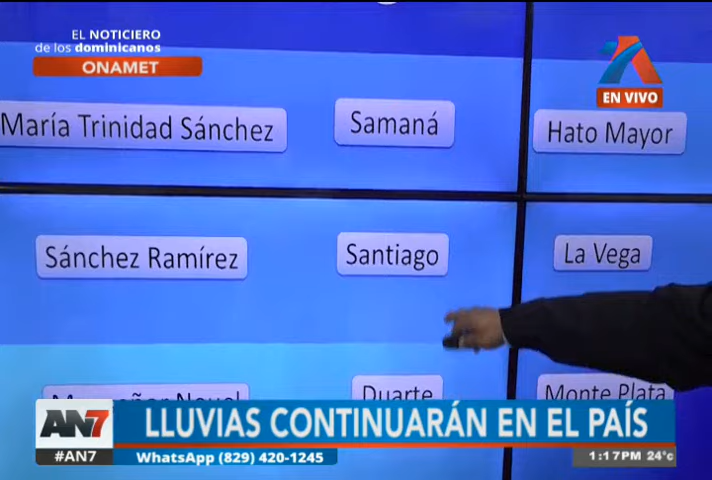 EL NOTICIERO
de los dominicanos
ONAMET
EN VIVO
María Trinidad Sánchez
Samaná
Hato Mayor
Sánchez Ramírez
Santiago
La Vega
Duarte
Monte Plata
AN7
LLUVIAS CONTINUARÁN EN EL PAÍS
#AN7
WhatsApp (829) 420-1245
1:17PM 24°c